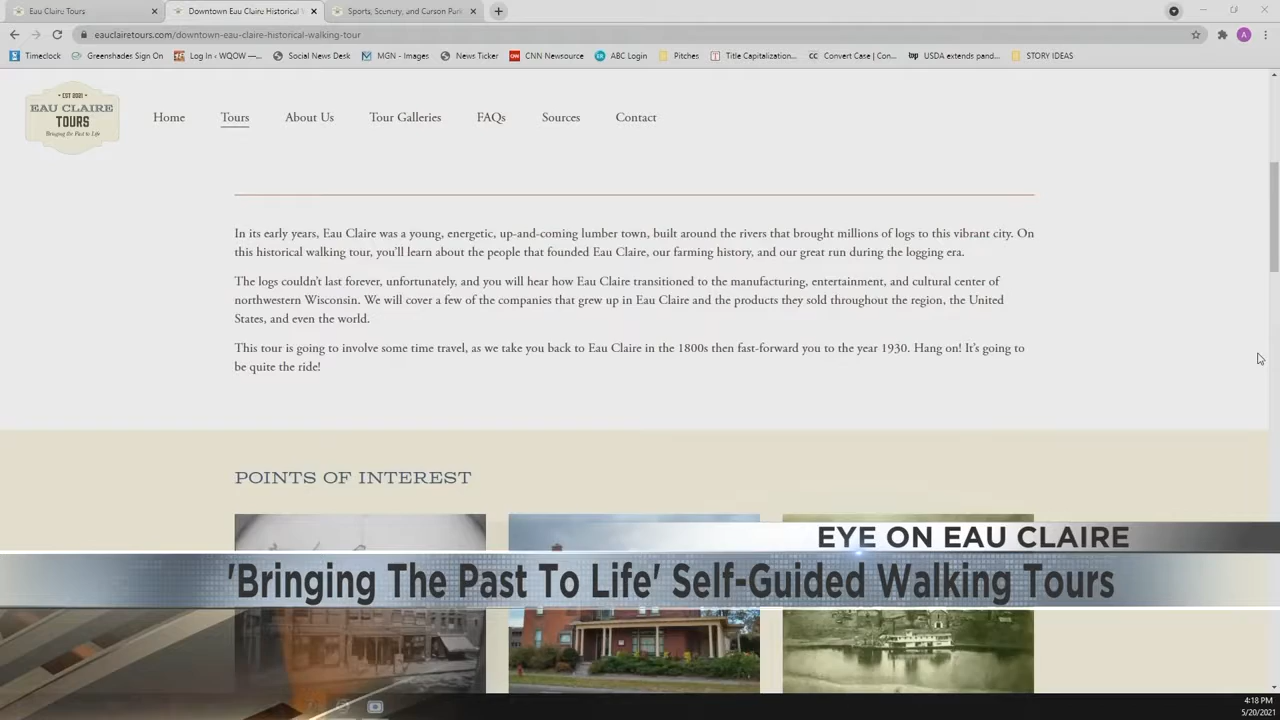 Eau Claire Tours
Downtown Eau Claire Historical
Sports, Scenery, and Carson Park
eauclairetours.com/downtown-eau-claire-historical-walking-tour
Timeclock
Greenshades Sign On
Log In ‹ WQOW —...
Social News Desk
MGN - Images
News Ticker
CNN Newsource
ABC Login
Pitches
Title Capitalization...
Convert Case | Con...
USDA extends pand...
STORY IDEAS
• EST 2021 •
EAU CLAIRE
TOURS
Bringing the Past to Life
Home
Tours
About Us
Tour Galleries
FAQs
Sources
Contact
In its early years, Eau Claire was a young, energetic, up-and-coming lumber town, built around the rivers that brought millions of logs to this vibrant city. On
this historical walking tour, you’ll learn about the people that founded Eau Claire, our farming history, and our great run during the logging era.
The logs couldn’t last forever, unfortunately, and you will hear how Eau Claire transitioned to the manufacturing, entertainment, and cultural center of
northwestern Wisconsin. We will cover a few of the companies that grew up in Eau Claire and the products they sold throughout the region, the United
States, and even the world.
This tour is going to involve some time travel, as we take you back to Eau Claire in the 1800s then fast-forward you to the year 1930. Hang on! It’s going to
be quite the ride!
POINTS OF INTEREST
EYE ON EAU CLAIRE
'Bringing The Past To Life' Self-Guided Walking Tours
4:18 PM
5/20/2021